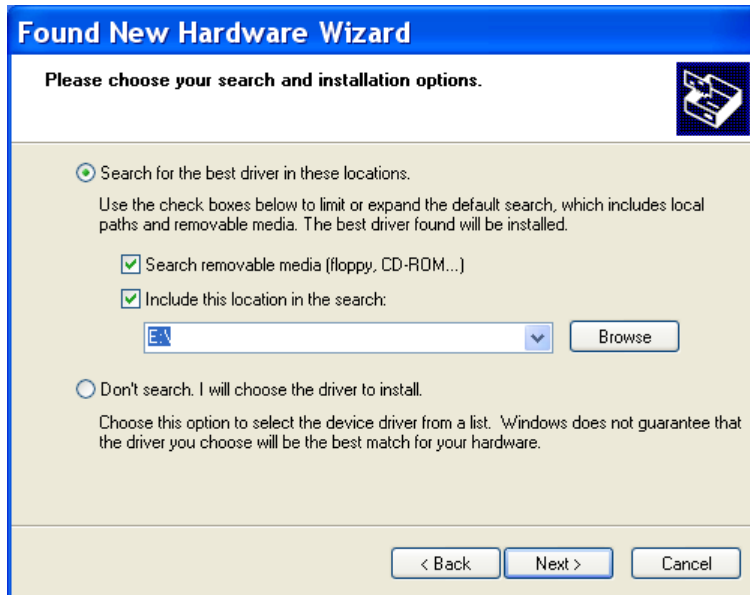 Found New Hardware Wizard
Please choose your search and installation options.
Search for the best driver in these locations.
Use the check boxes below to limit or expand the default search, which includes local
paths and removable media. The best driver found will be installed.
Search removable media (floppy, CD-ROM...)
Include this location in the search:
E:\
Browse
Don't search. I will choose the driver to install.
Choose this option to select the device driver from a list.  Windows does not guarantee that
the driver you choose will be the best match for your hardware.
< Back Next > Cancel